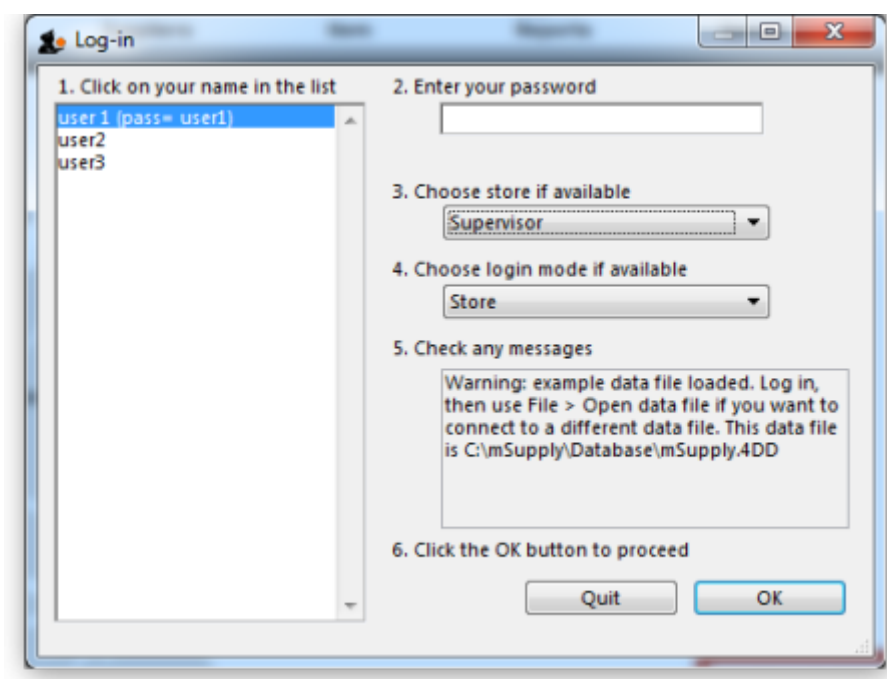 Log-in
1. Click on your name in the list
user 1 (pass= user1)
user2
user3
2. Enter your password
3. Choose store if available
Supervisor
4. Choose login mode if available
Store
5. Check any messages
Warning: example data file loaded. Log in,
then use File > Open data file if you want to
connect to a different data file. This data file
is C:\mSupply\Database\mSupply.4DD
6. Click the OK button to proceed
Quit
OK